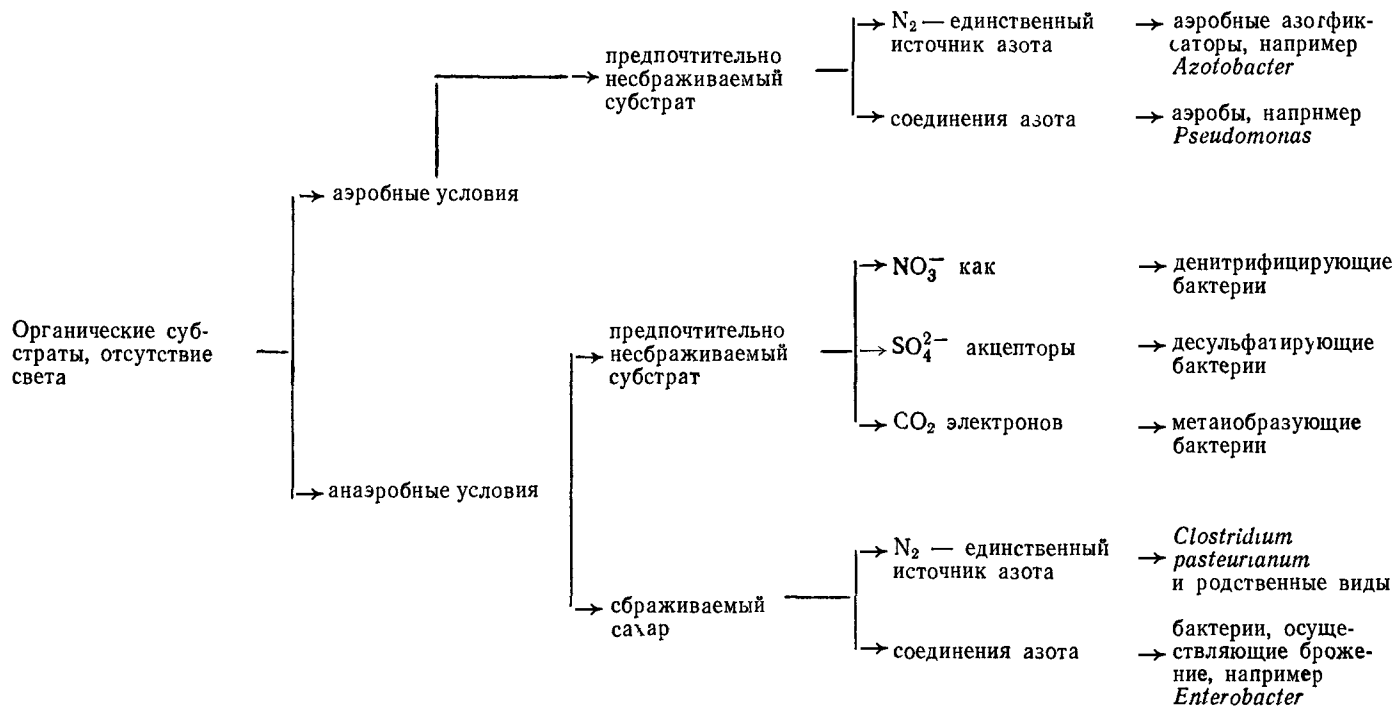 N₂ — единственный
источник азота
аэробные азотфик-
саторы, например
Azotobacter
предпочтительно
несбраживаемый
субстрат
соединения азота
аэробы, например
Pseudomonas
аэробные условия
Органические суб-
страты, отсутствие
света
предпочтительно
несбраживаемый
субстрат
NO₃⁻ как
денитрифицирующие
бактерии
SO₄²⁻ акцепторы
десульфатирующие
бактерии
CO₂ электронов
метанобразующие
бактерии
анаэробные условия
N₂ — единственный
источник азота
Clostridium
pasteurianum
и родственные виды
сбраживаемый
сахар
соединения азота
бактерии, осуще-
ствляющие броже-
ние, например
Enterobacter